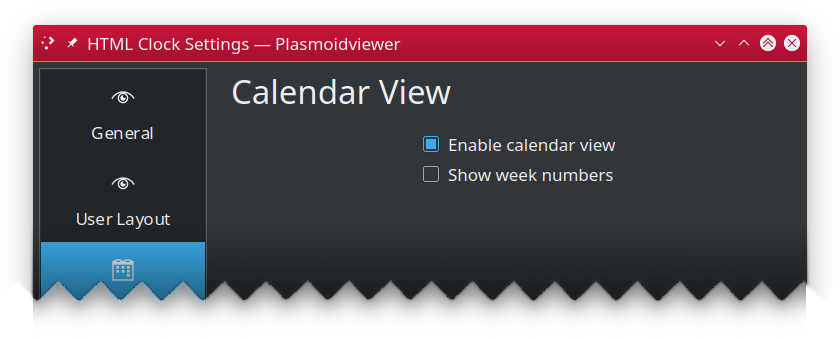 HTML Clock Settings — Plasmoidviewer
General
User Layout
Calendar View
Enable calendar view
Show week numbers